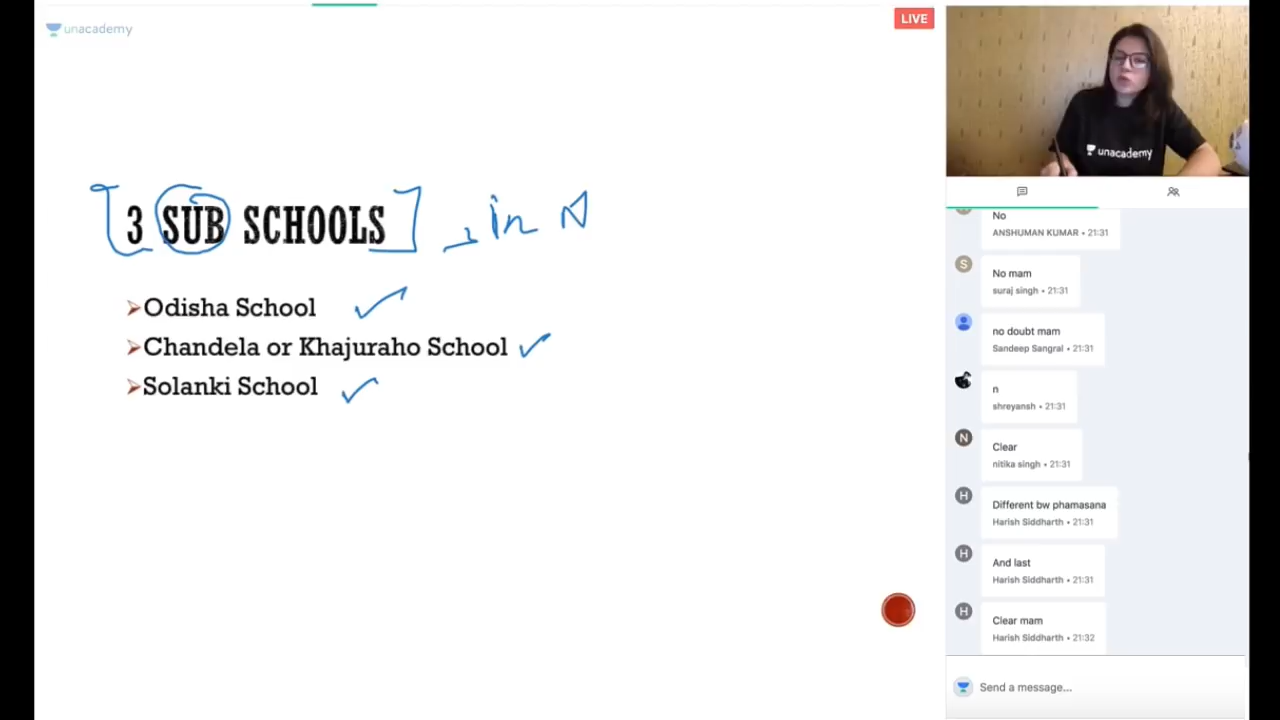 unacademy
LIVE
3 SUB SCHOOLS
in N
➢Odisha School
➢Chandela or Khajuraho School
➢Solanki School
unacademy
No
ANSHUMAN KUMAR • 21:31
S
No mam
suraj singh • 21:31
no doubt mam
Sandeep Sangral • 21:31
n
shreyansh • 21:31
N
Clear
nitika singh • 21:31
H
Different bw phamasana
Harish Siddharth • 21:31
H
And last
Harish Siddharth • 21:31
H
Clear mam
Harish Siddharth • 21:32
Send a message...